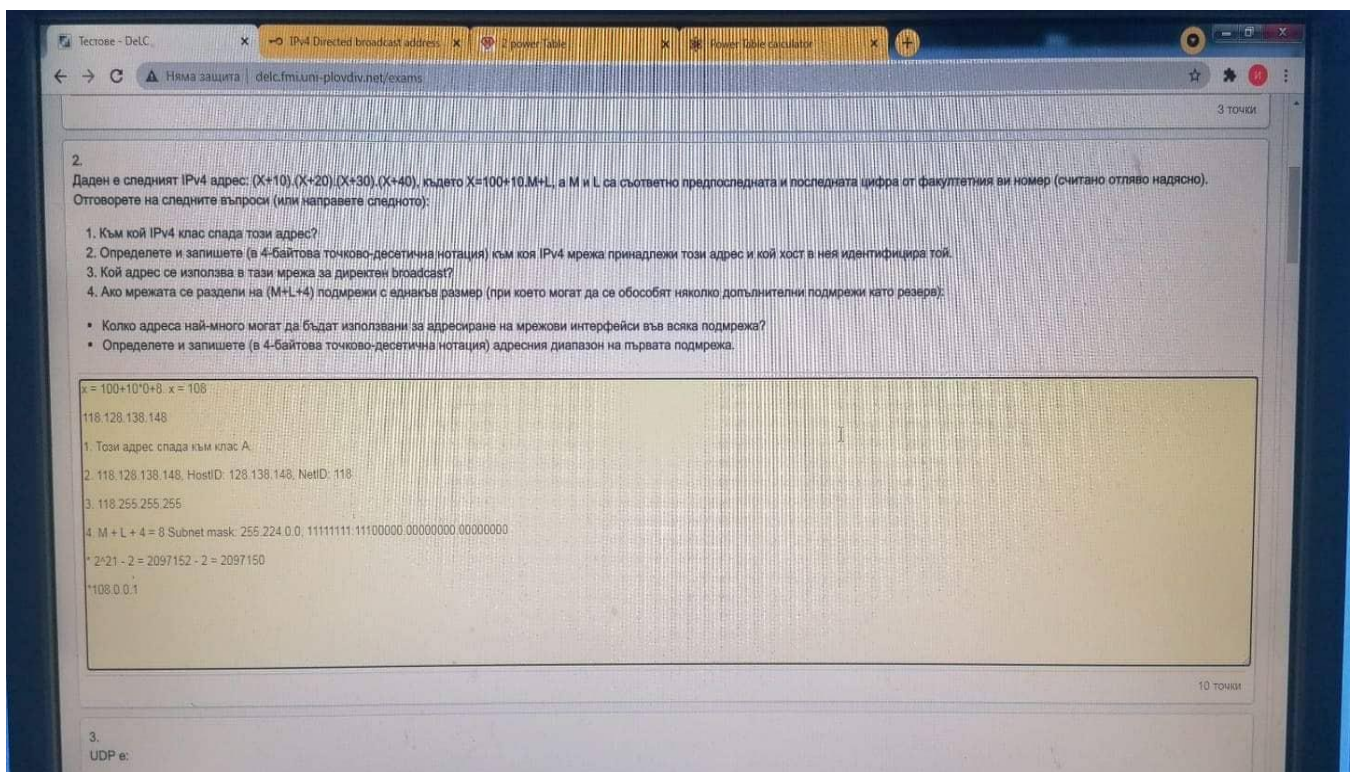 Тестове - DeLC
IPv4 Directed broadcast address
2 power Table
Power Table calculator
Няма защита
delc.fmi.uni-plovdiv.net/exams
3 точки
2.
Даден е следният IPv4 адрес: (X+10).(X+20).(X+30).(X+40), където X=100+10.M+L, а M и L са съответно предпоследната и последната цифра от факултетния ви номер (считано отляво надясно).
Отговорете на следните въпроси (или направете следното):
1. Към кой IPv4 клас спада този адрес?
2. Определете и запишете (в 4-байтова точково-десетична нотация) към коя IPv4 мрежа принадлежи този адрес и кой хост в нея идентифицира той.
3. Кой адрес се използва в тази мрежа за директен broadcast?
4. Ако мрежата се раздели на (M+L+4) подмрежи с еднакъв размер (при което могат да се обособят няколко допълнителни подмрежи като резерв):
• Колко адреса най-много могат да бъдат използвани за адресиране на мрежови интерфейси във всяка подмрежа?
• Определете и запишете (в 4-байтова точково-десетична нотация) адресния диапазон на първата подмрежа.
x = 100+10*0+8. x = 108
118.128.138.148
1. Този адрес спада към клас А.
2. 118.128.138.148, HostID: 128.138.148, NetID: 118
3. 118.255.255.255
4. M + L + 4 = 8 Subnet mask: 255.224.0.0, 11111111.11100000.00000000.00000000
* 2^21 - 2 = 2097152 - 2 = 2097150
*108.0.0.1
10 точки
3.
UDP е: